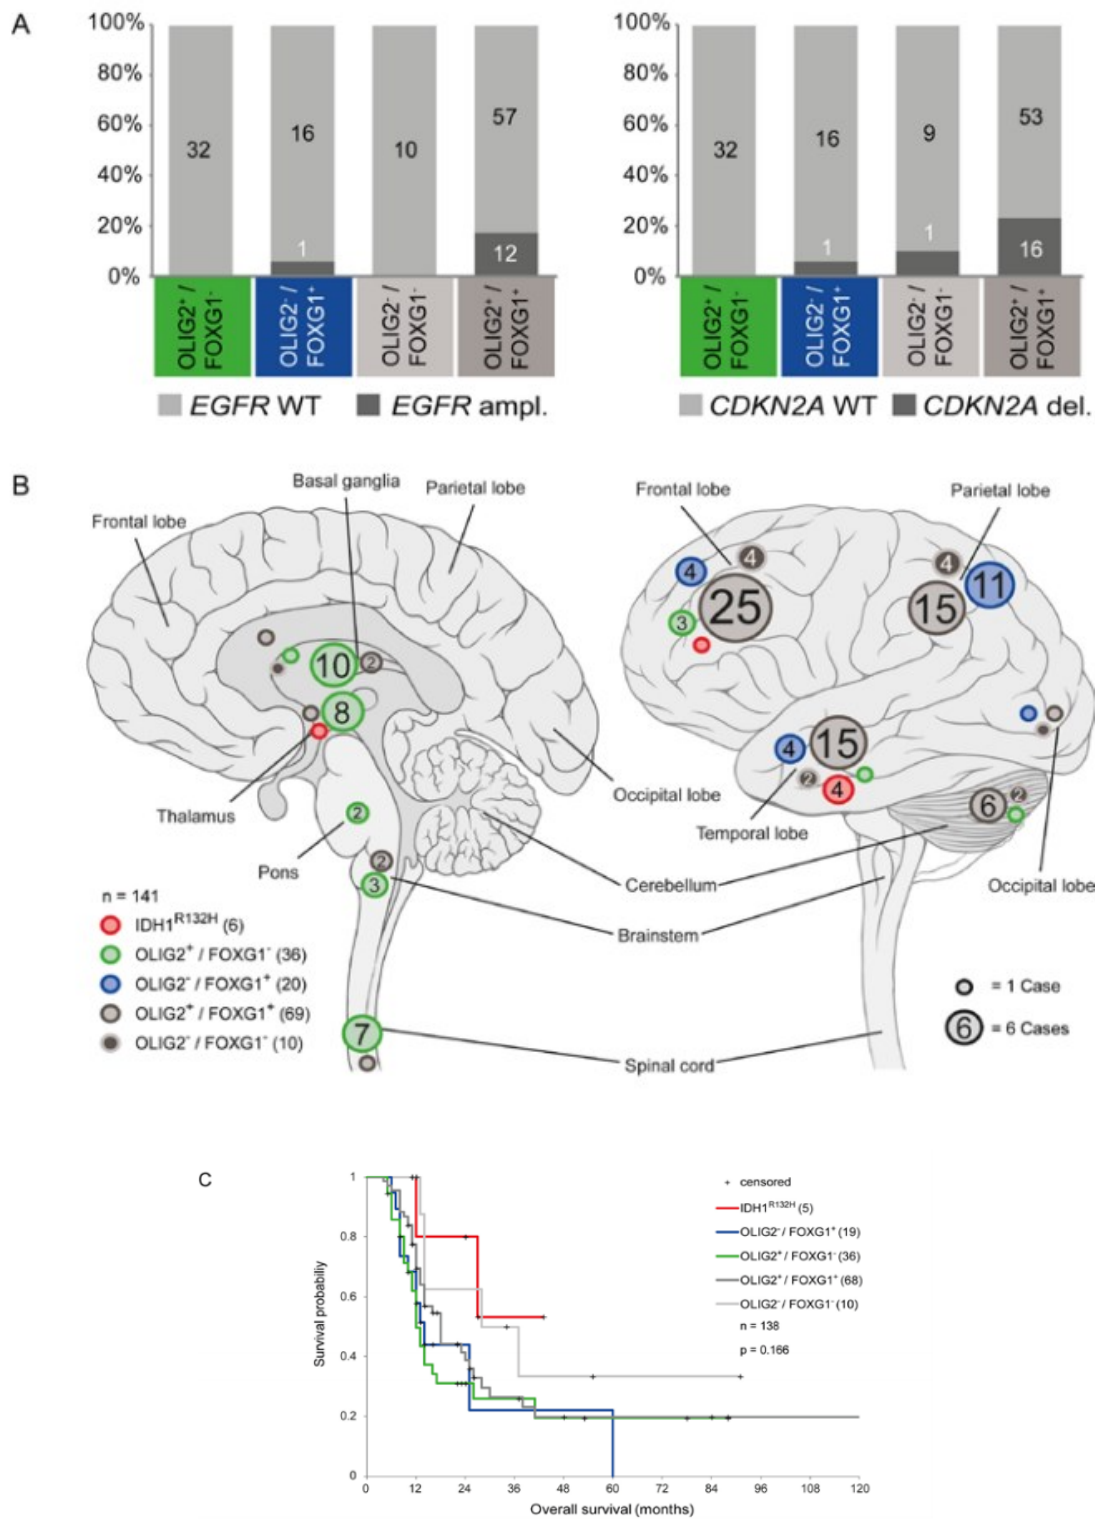 A
100%
80%
60%
40%
20%
0%
32
16
1
10
57
12
OLIG2⁺ /
FOXG1⁻
OLIG2⁻ /
FOXG1⁺
OLIG2⁻ /
FOXG1⁻
OLIG2⁺ /
FOXG1⁺
EGFR WT
EGFR ampl.
100%
80%
60%
40%
20%
0%
32
16
1
9
1
53
16
OLIG2⁺ /
FOXG1⁻
OLIG2⁻ /
FOXG1⁺
OLIG2⁻ /
FOXG1⁻
OLIG2⁺ /
FOXG1⁺
CDKN2A WT
CDKN2A del.
B
Basal ganglia
Parietal lobe
Frontal lobe
10
2
8
Thalamus
2
Pons
2
3
7
Frontal lobe
Parietal lobe
4
4
25
3
4
11
15
4
15
2
4
6
2
Occipital lobe
Temporal lobe
Cerebellum
Occipital lobe
Brainstem
Spinal cord
n = 141
IDH1ᴿ¹³²ᴴ (6)
OLIG2⁺ / FOXG1⁻ (36)
OLIG2⁻ / FOXG1⁺ (20)
OLIG2⁺ / FOXG1⁺ (69)
OLIG2⁻ / FOXG1⁻ (10)
= 1 Case
6 = 6 Cases
C
Survival probabiliy
1
0.8
0.6
0.4
0.2
0
0 12 24 36 48 60 72 84 96 108 120
Overall survival (months)
+ censored
IDH1ᴿ¹³²ᴴ (5)
OLIG2⁻ / FOXG1⁺ (19)
OLIG2⁺ / FOXG1⁻ (36)
OLIG2⁺ / FOXG1⁺ (68)
OLIG2⁻ / FOXG1⁻ (10)
n = 138
p = 0.166